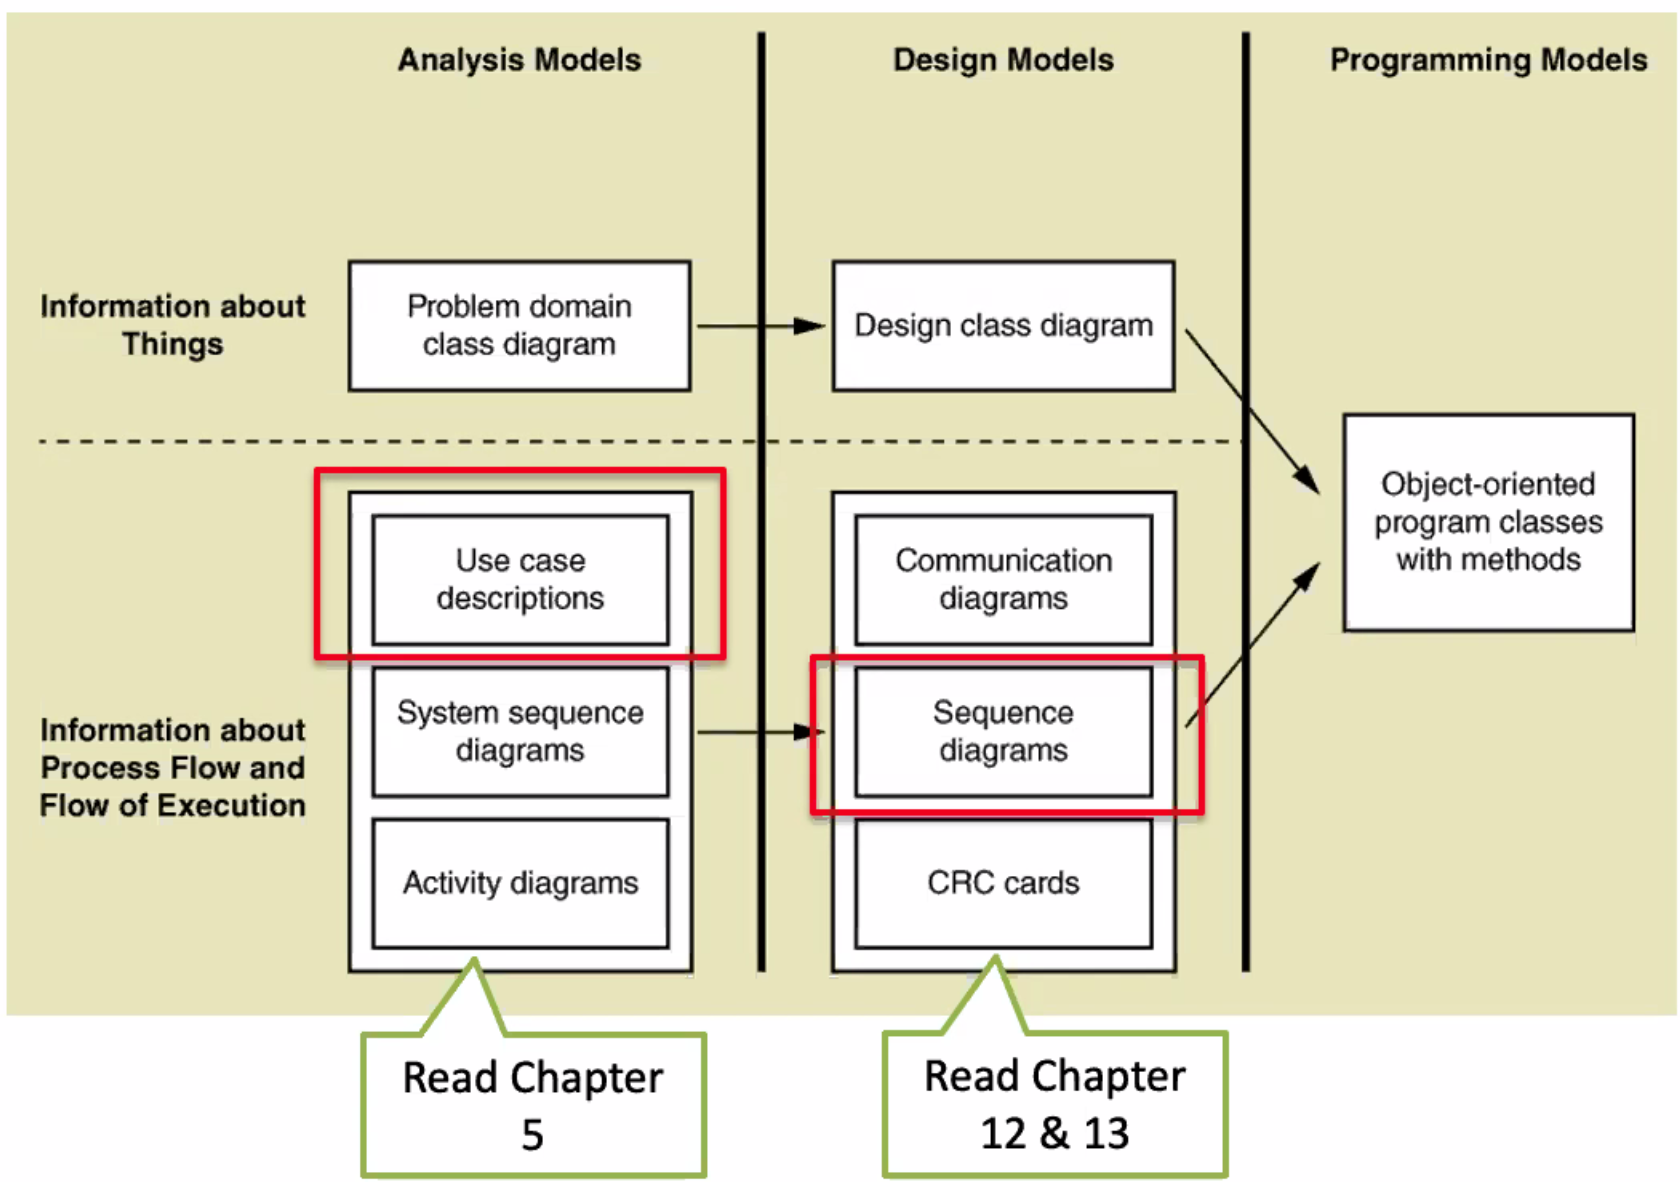 Analysis Models
Design Models
Programming Models
Information about
Things
Problem domain
class diagram
Design class diagram
Object-oriented
program classes
with methods
Information about
Process Flow and
Flow of Execution
Use case
descriptions
System sequence
diagrams
Activity diagrams
Communication
diagrams
Sequence
diagrams
CRC cards
Read Chapter
5
Read Chapter
12 & 13